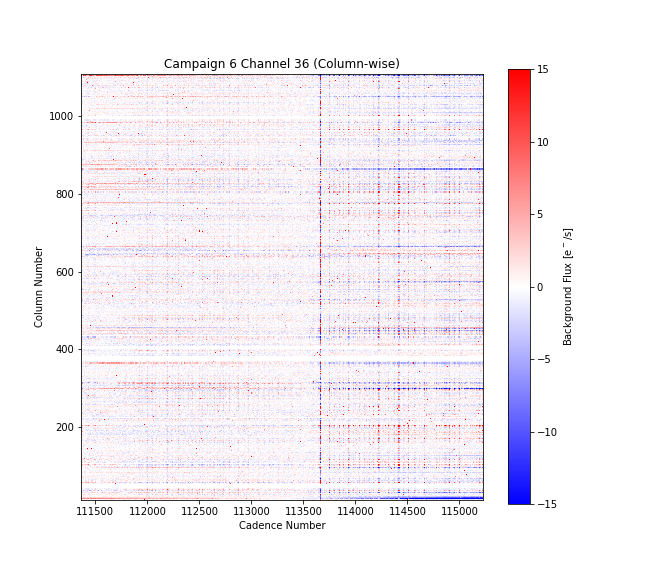 Campaign 6 Channel 36 (Column-wise)
1000
800
600
400
200
Column Number
111500 112000 112500 113000 113500 114000 114500 115000
Cadence Number
15
10
5
0
−5
−10
−15
Background Flux [e⁻/s]